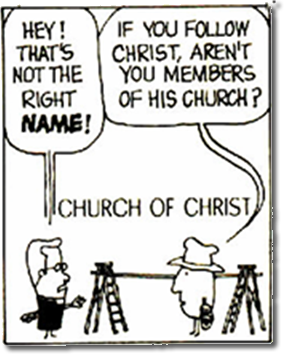 HEY!
THAT'S
NOT THE
RIGHT
NAME!
IF YOU FOLLOW
CHRIST, AREN'T
YOU MEMBERS
OF HIS CHURCH?
CHURCH OF CHRIST